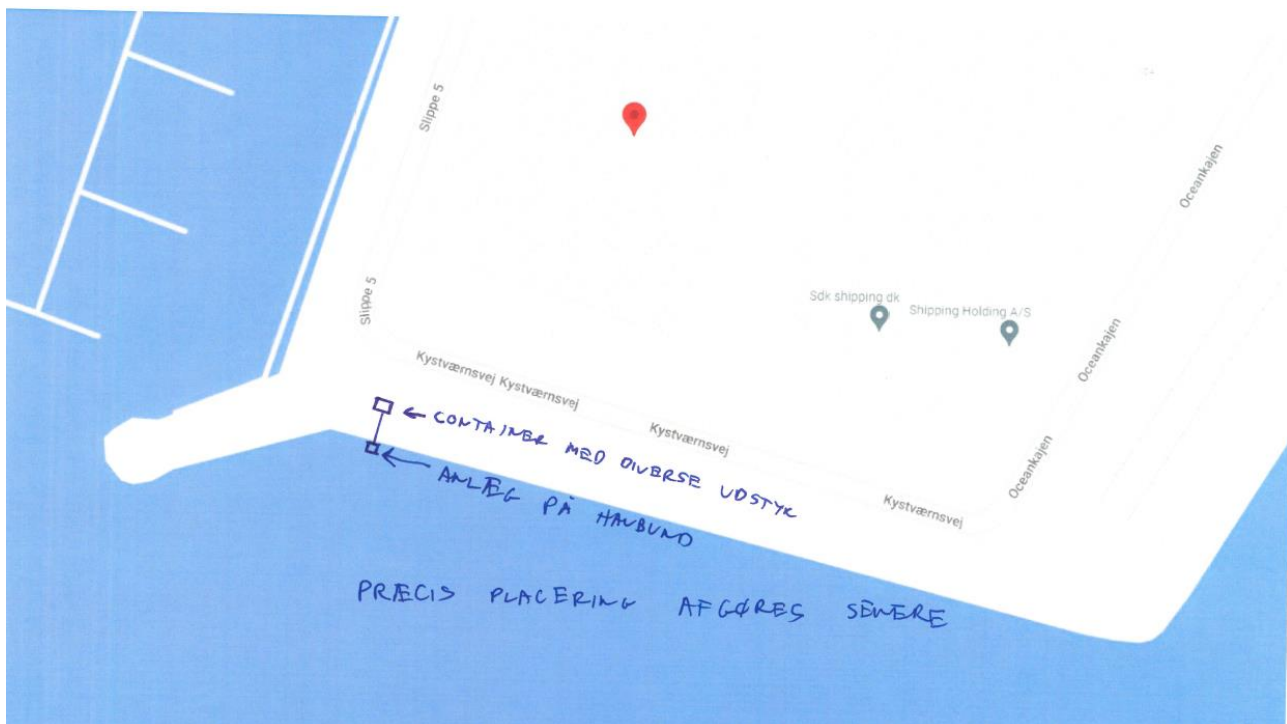 Slippe 5
Oceankajen
Slippe 5
Sdk shipping dk
Shipping Holding A/S
Oceankajen
Kystværnsvej Kystværnsvej
Kystværnsvej
Oceankajen
Kystværnsvej
CONTAINER MED DIVERSE UDSTYR
ANLÆG PÅ HAVBUND
PRÆCIS PLACERING AFGØRES SENERE